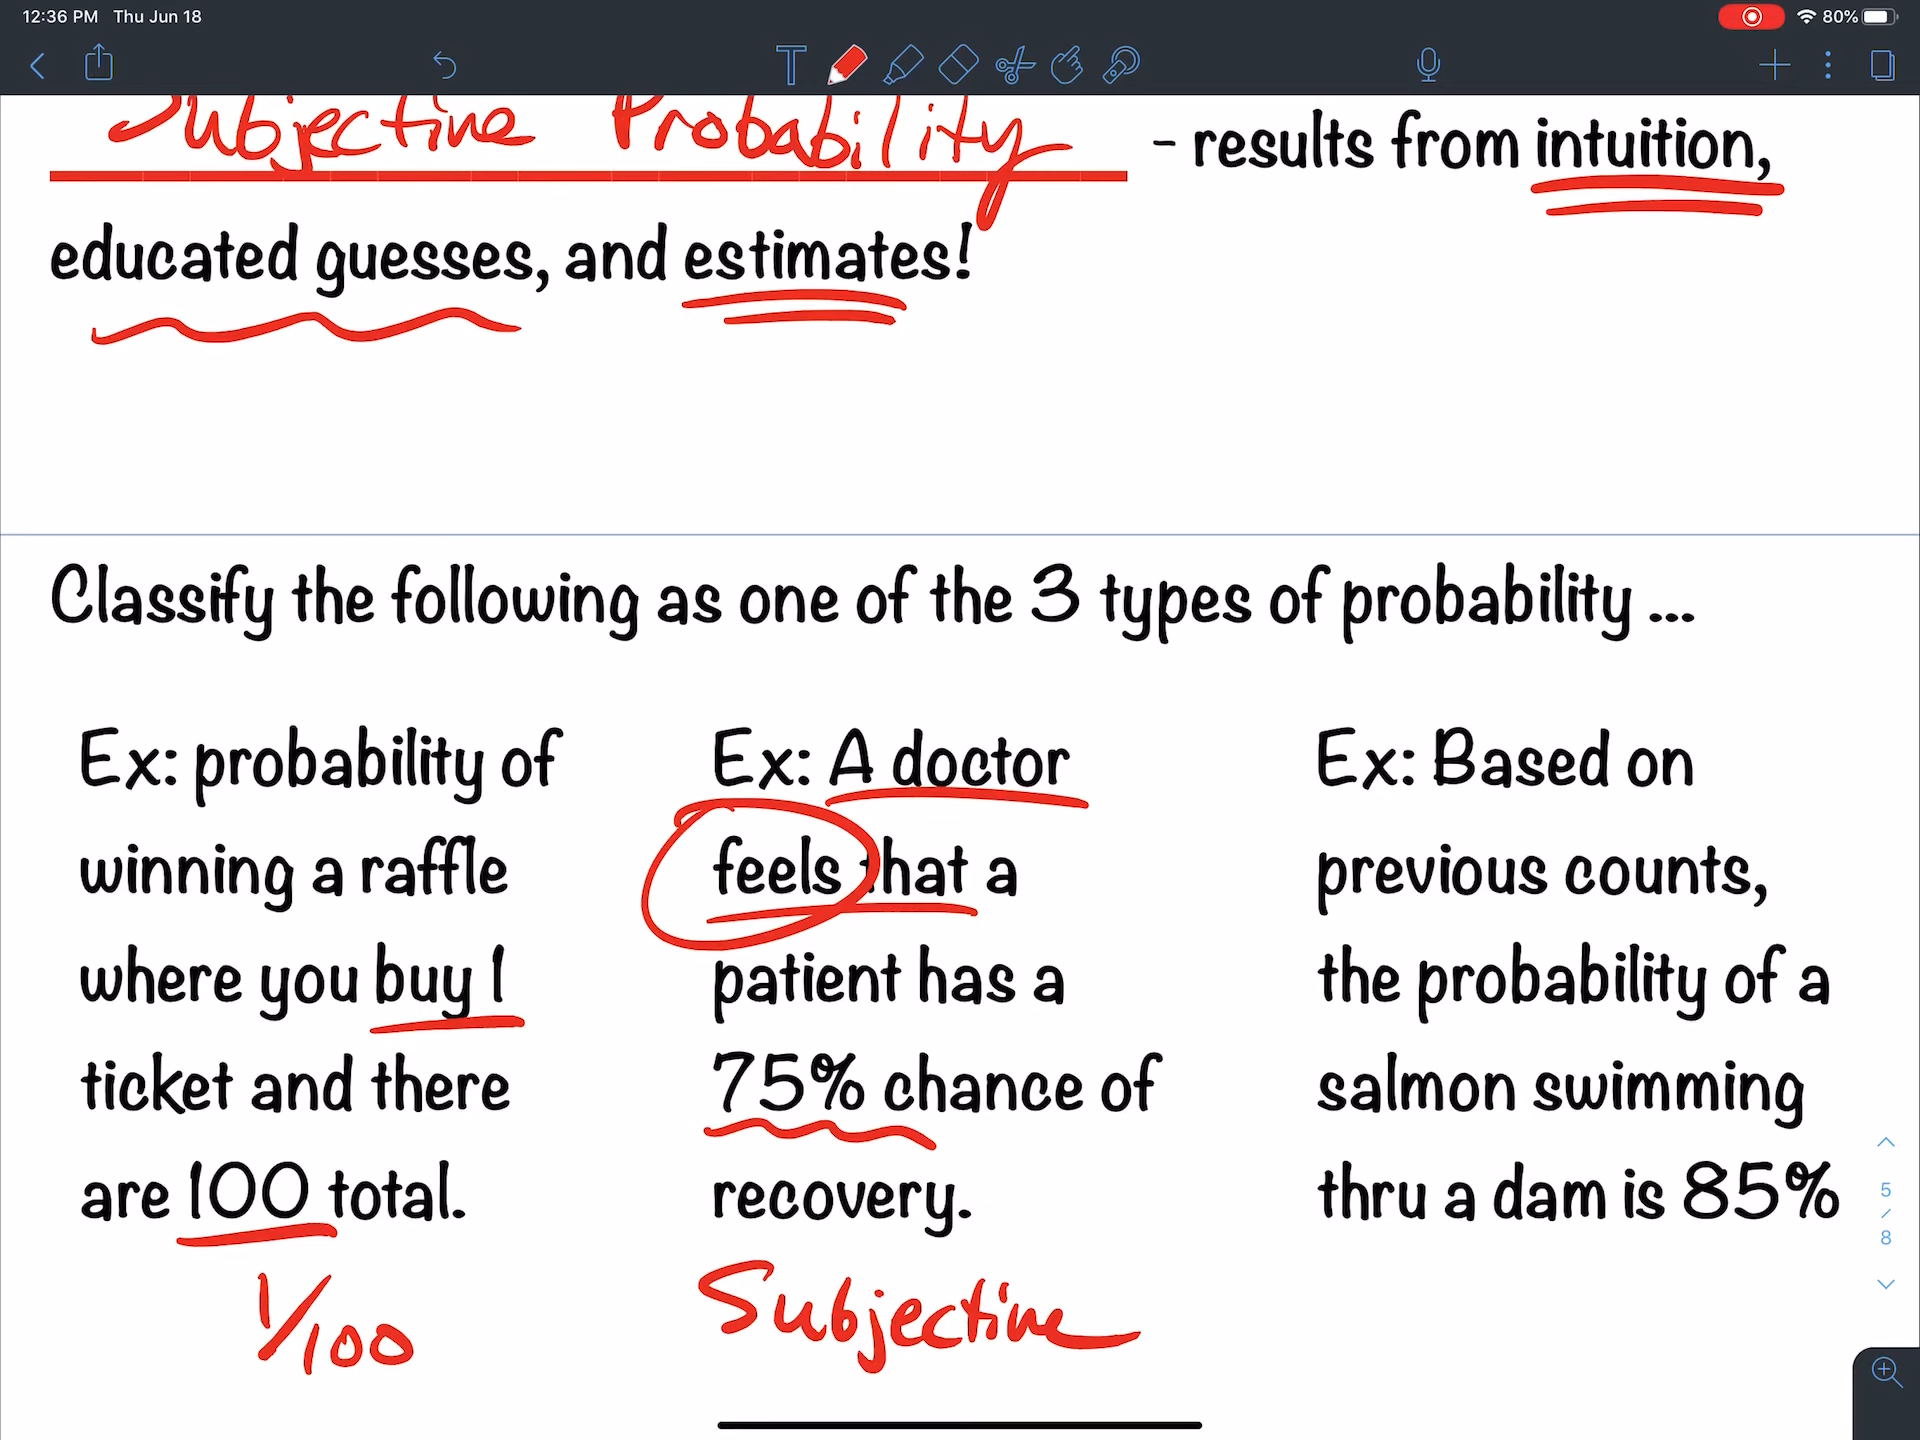 12:36 PM Thu Jun 18
80%
Subjective Probability - results from intuition,
educated guesses, and estimates!
Classify the following as one of the 3 types of probability ...
Ex: probability of
winning a raffle
where you buy 1
ticket and there
are 100 total.
1/100
Ex: A doctor
feels that a
patient has a
75% chance of
recovery.
Subjective
Ex: Based on
previous counts,
the probability of a
salmon swimming
thru a dam is 85%
5
/
8